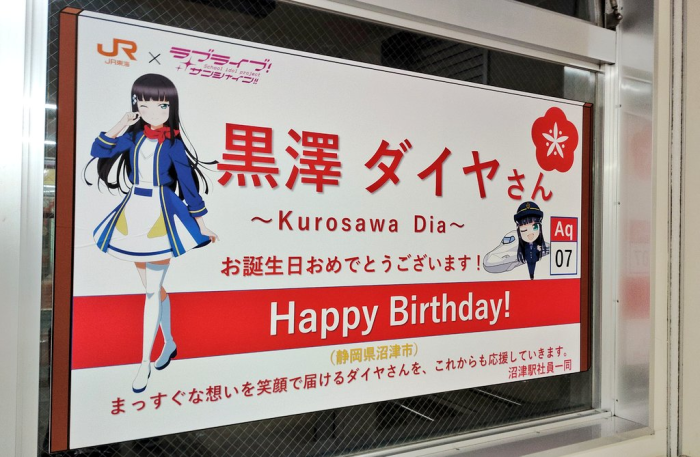 JR × ラブライブ!
JR東海 School idol project
サンシャイン!!
黒澤 ダイヤさん
～Kurosawa Dia～
お誕生日おめでとうございます！
Aq
07
Happy Birthday!
（静岡県沼津市）
まっすぐな想いを笑顔で届けるダイヤさんを、これからも応援していきます。
沼津駅社員一同